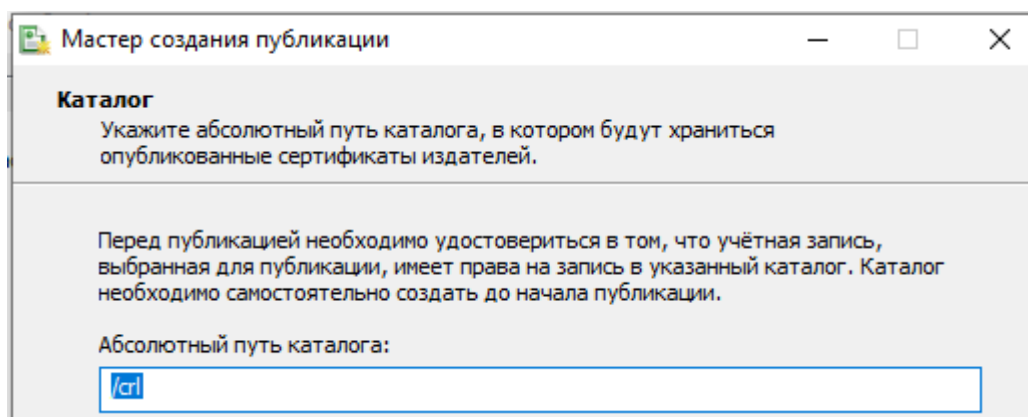 Мастер создания публикации
Каталог
Укажите абсолютный путь каталога, в котором будут храниться
опубликованные сертификаты издателей.
Перед публикацией необходимо удостовериться в том, что учётная запись,
выбранная для публикации, имеет права на запись в указанный каталог. Каталог
необходимо самостоятельно создать до начала публикации.
Абсолютный путь каталога:
/crl